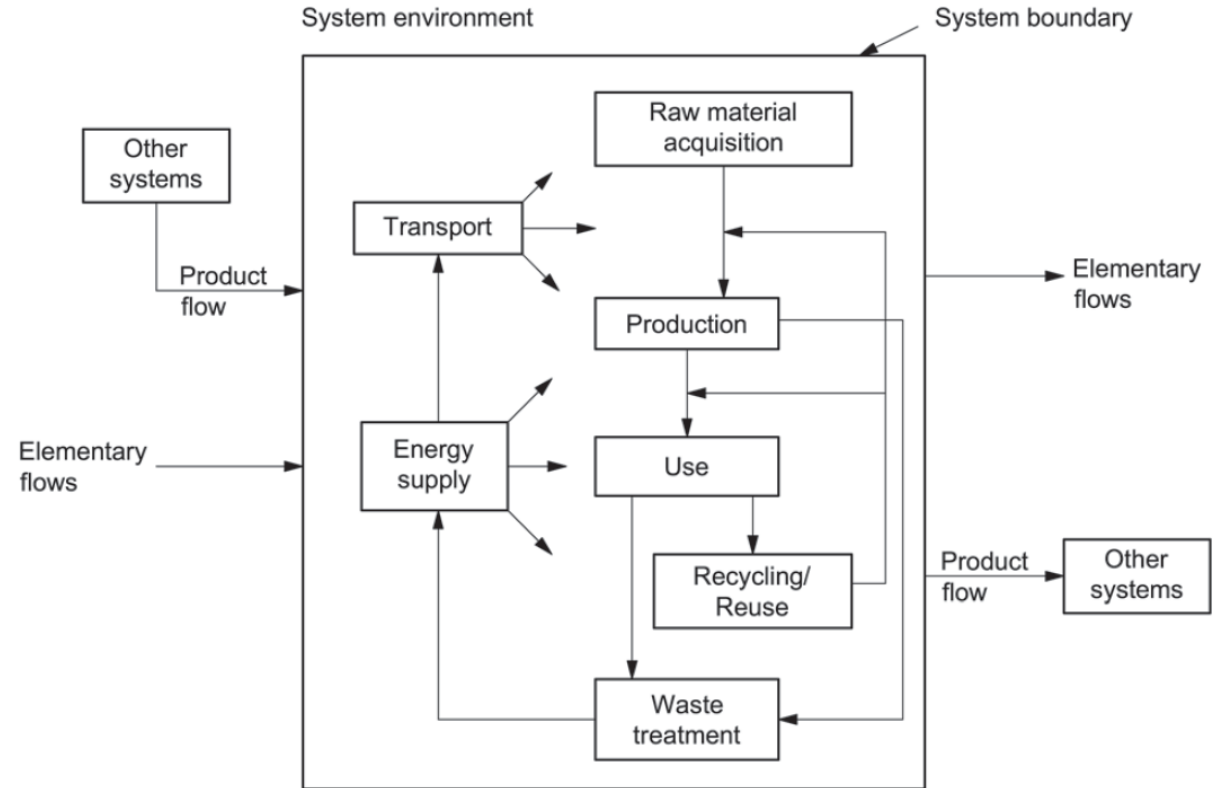 System environment
System boundary
Raw material
acquisition
Other
systems
Transport
Product
flow
Elementary
flows
Production
Energy
supply
Elementary
flows
Use
Product
flow
Other
systems
Recycling/
Reuse
Waste
treatment